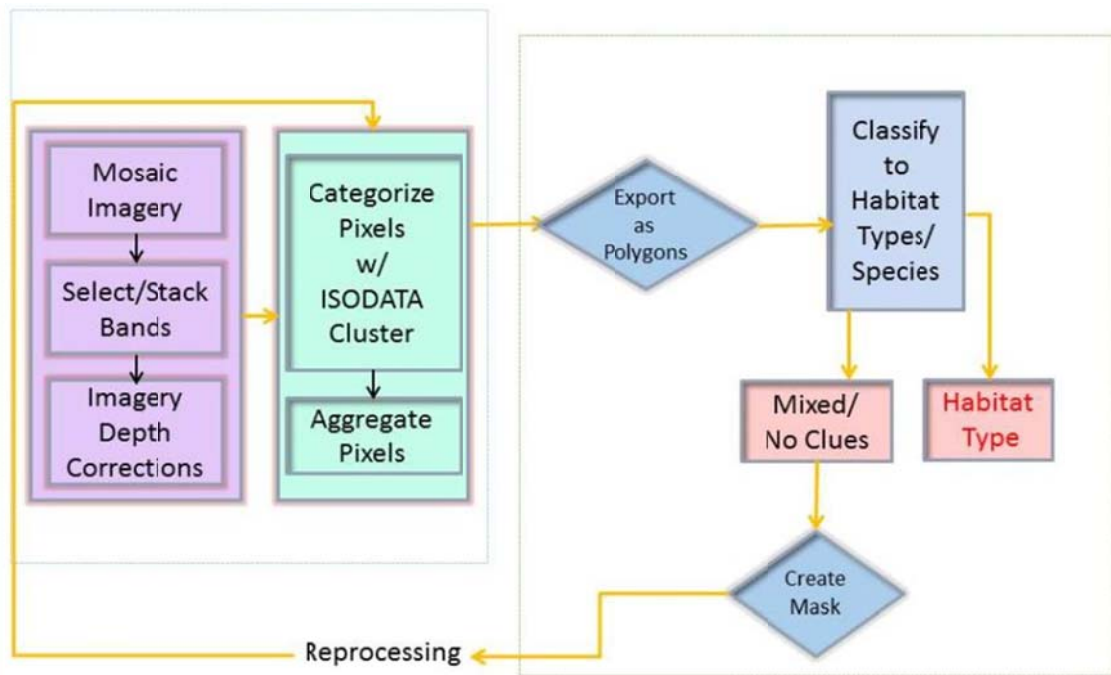 Mosaic
Imagery
Select/Stack
Bands
Imagery
Depth
Corrections
Categorize
Pixels
w/
ISODATA
Cluster
Aggregate
Pixels
Export
as
Polygons
Classify
to
Habitat
Types/
Species
Mixed/
No Clues
Habitat
Type
Create
Mask
Reprocessing